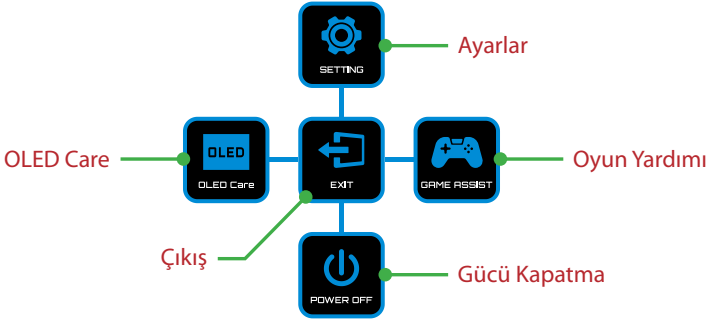 SETTING
Ayarlar
OLED Care
OLED
OLED Care
EXIT
GAME ASSIST
Oyun Yardımı
Çıkış
POWER OFF
Gücü Kapatma